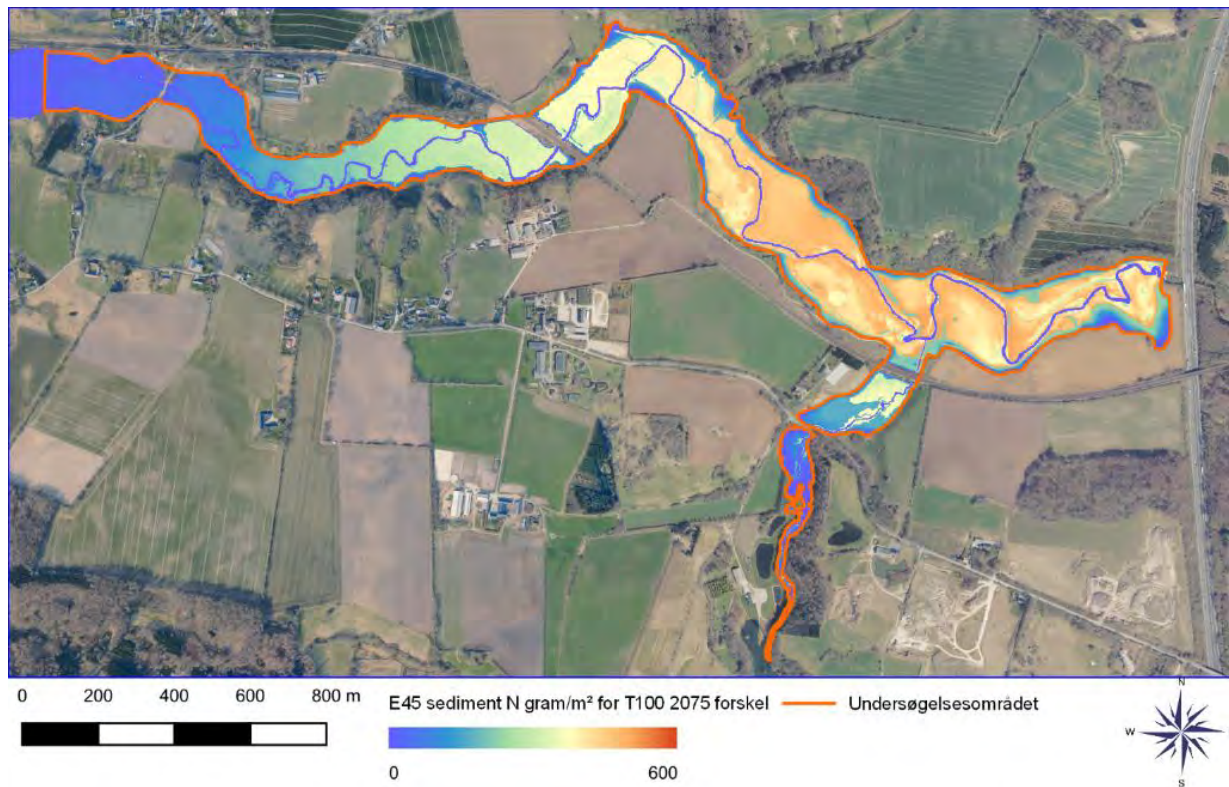 0 200 400 600 800 m
E45 sediment N gram/m² for T100 2075 forskel
Undersøgelsesområdet
0 600
N
W
S